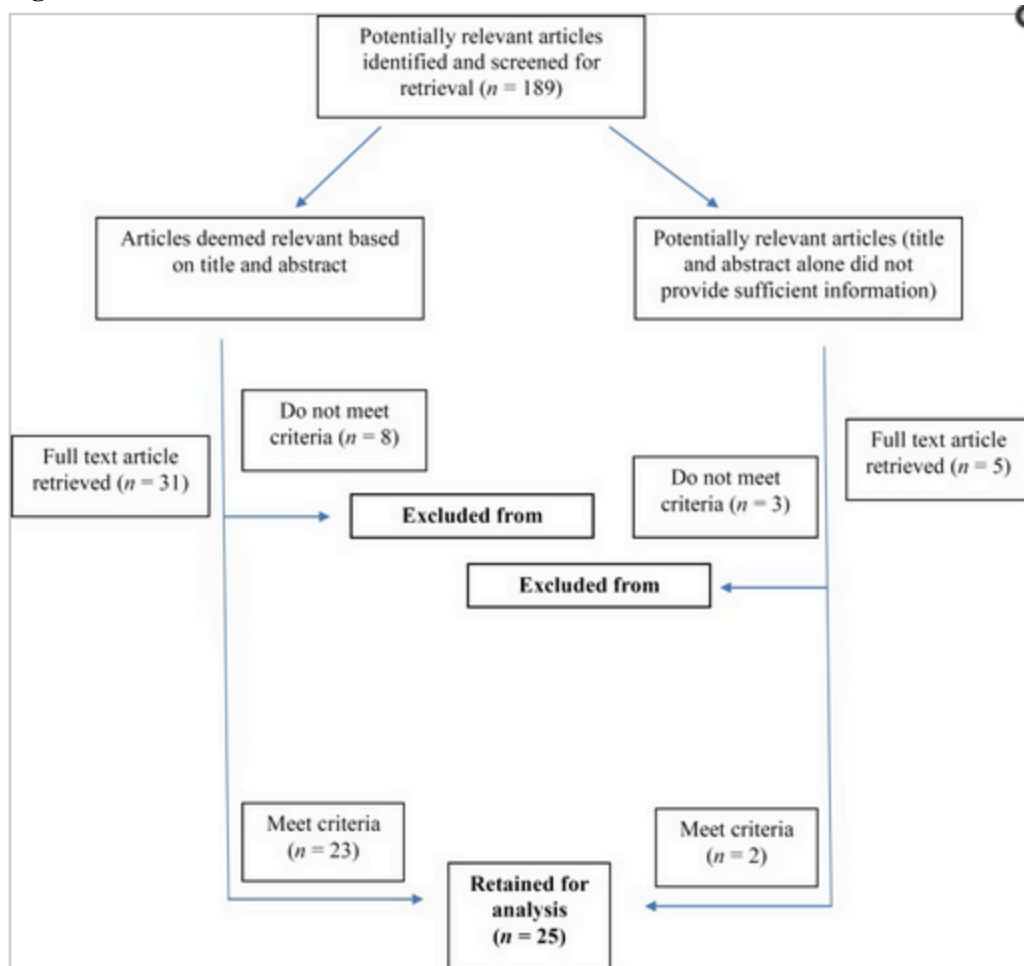 Potentially relevant articles
identified and screened for
retrieval (n = 189)
Articles deemed relevant based
on title and abstract
Potentially relevant articles (title
and abstract alone did not
provide sufficient information)
Do not meet
criteria (n = 8)
Full text article
retrieved (n = 31)
Full text article
retrieved (n = 5)
Do not meet
criteria (n = 3)
Excluded from
Excluded from
Meet criteria
(n = 23)
Meet criteria
(n = 2)
Retained for
analysis
(n = 25)